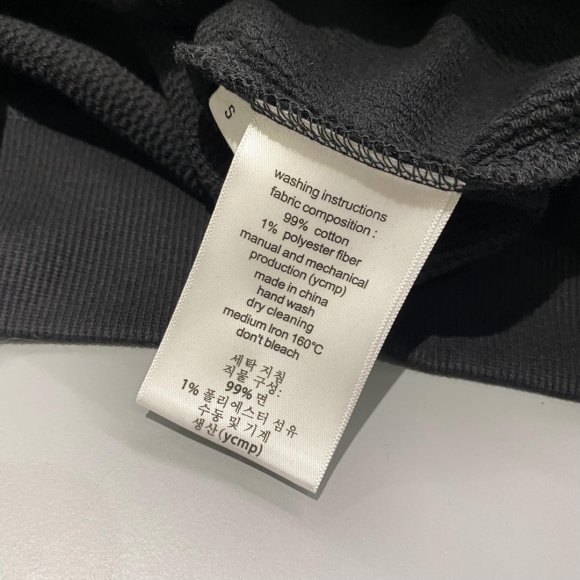 S
washing instructions
fabric composition :
99% cotton
1% polyester fiber
manual and mechanical
production (ycmp)
made in china
hand wash
dry cleaning
medium Iron 160℃
don't bleach
세탁 지침
직물 구성:
99% 면
1% 폴리에스터 섬유
수동 및 기계
생산(ycmp)